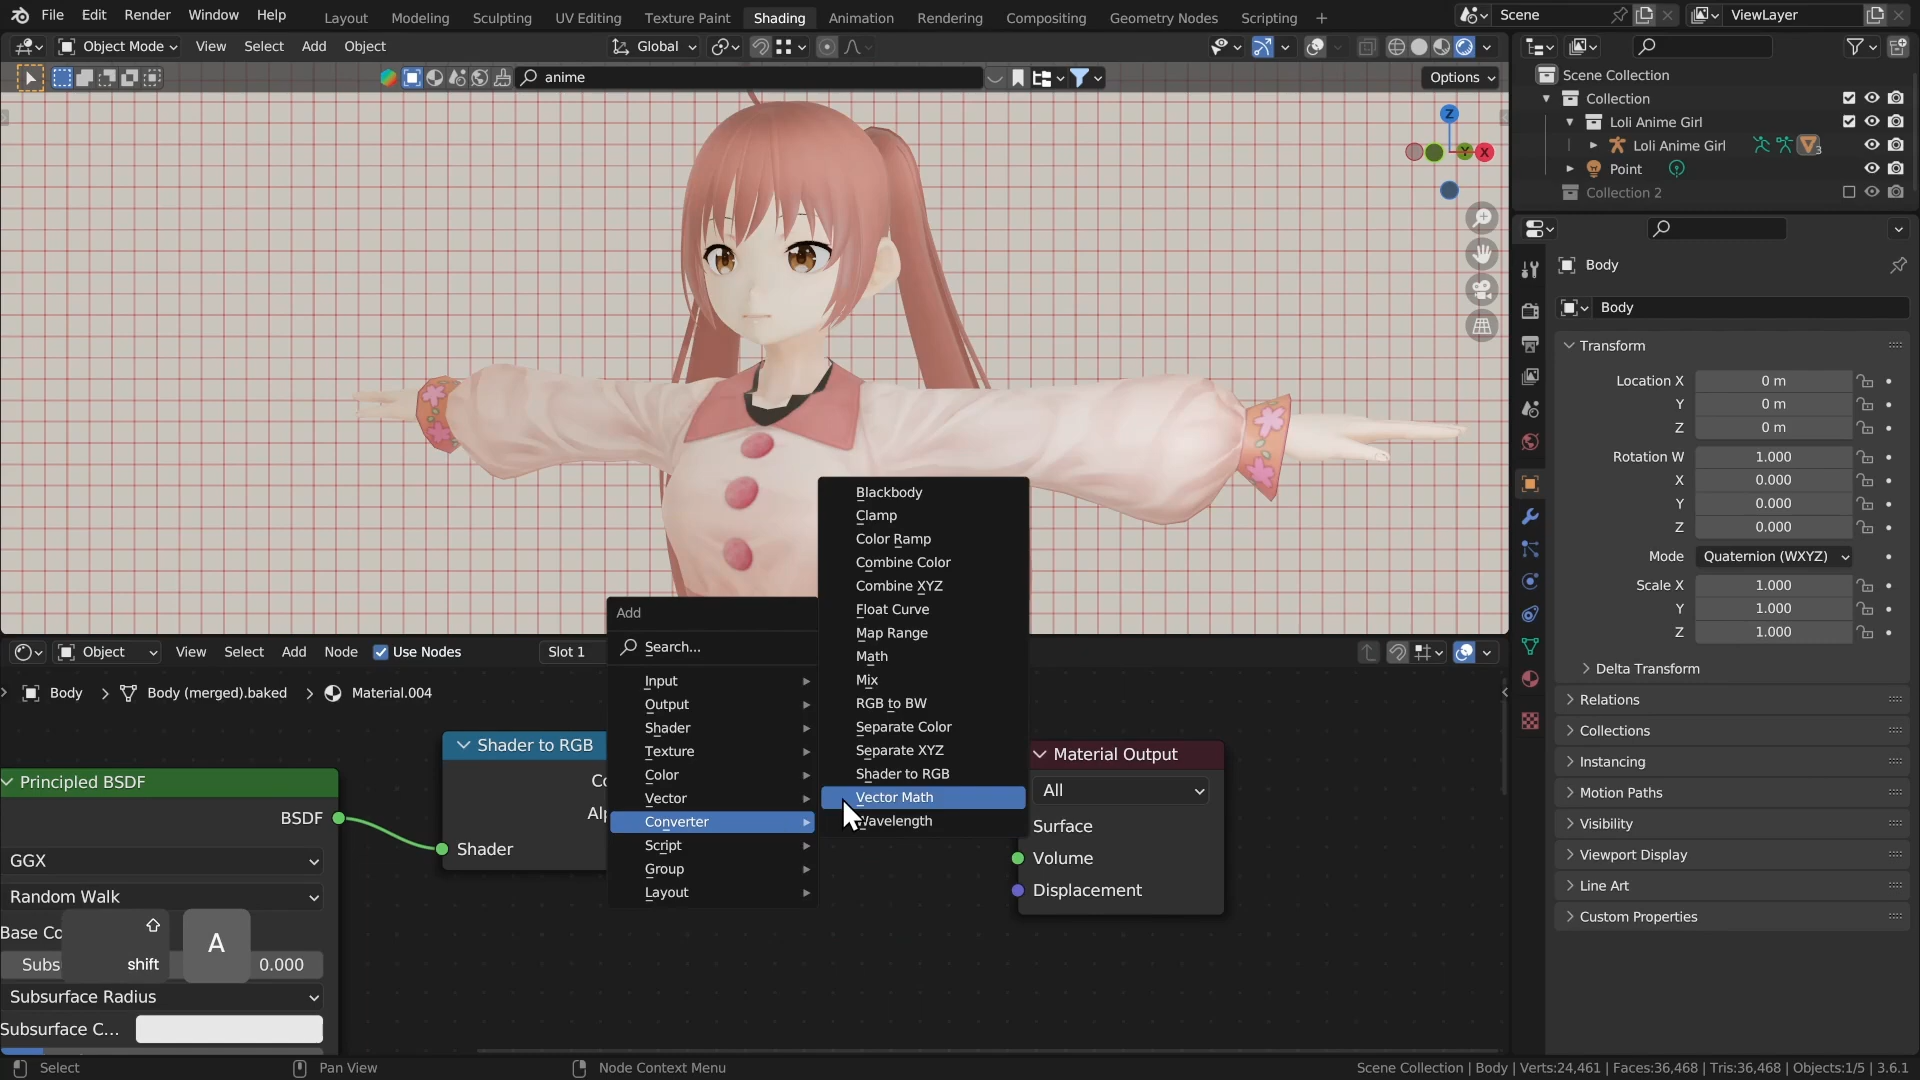 File Edit Render Window Help Layout Modeling Sculpting UV Editing Texture Paint Shading Animation Rendering Compositing Geometry Nodes Scripting + Scene ViewLayer
Object Mode View Select Add Object Global
anime Options
Z
Y X
Scene Collection
Collection
Loli Anime Girl
Loli Anime Girl 3
Point
Collection 2
Body
Body
Transform
Location X 0 m
Y 0 m
Z 0 m
Rotation W 1.000
X 0.000
Y 0.000
Z 0.000
Mode Quaternion (WXYZ)
Scale X 1.000
Y 1.000
Z 1.000
Delta Transform
Relations
Collections
Instancing
Motion Paths
Visibility
Viewport Display
Line Art
Custom Properties
Object View Select Add Node Use Nodes Slot 1
Body Body (merged).baked Material.004
Principled BSDF
BSDF
GGX
Random Walk
Base Co
Subs 0.000
Subsurface Radius
Subsurface C...
shift A
Shader to RGB
Co
Al
Shader
Add
Search...
Input
Output
Shader
Texture
Color
Vector
Converter
Script
Group
Layout
Blackbody
Clamp
Color Ramp
Combine Color
Combine XYZ
Float Curve
Map Range
Math
Mix
RGB to BW
Separate Color
Separate XYZ
Shader to RGB
Vector Math
Wavelength
Material Output
All
Surface
Volume
Displacement
Select Pan View Node Context Menu Scene Collection | Body | Verts:24,461 | Faces:36,468 | Tris:36,468 | Objects:1/5 | 3.6.1